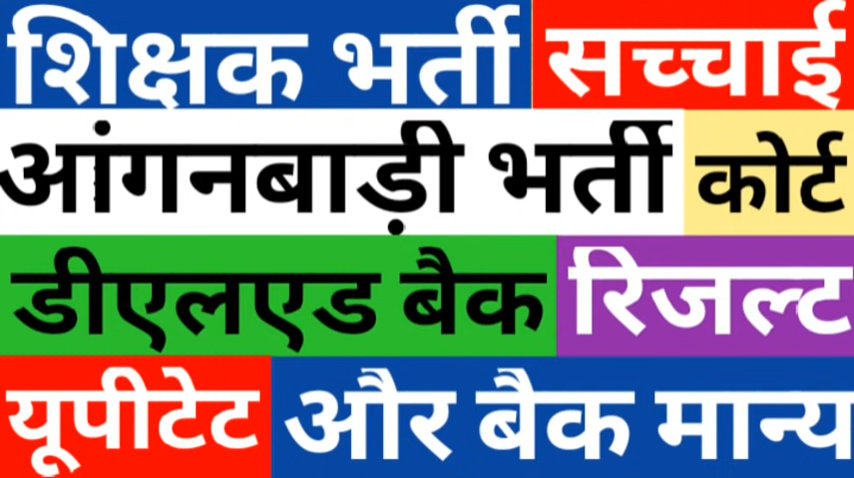 शिक्षक भर्ती सच्चाई
आंगनबाड़ी भर्ती कोर्ट
डीएलएड बैक रिजल्ट
यूपीटेट और बैक मान्य